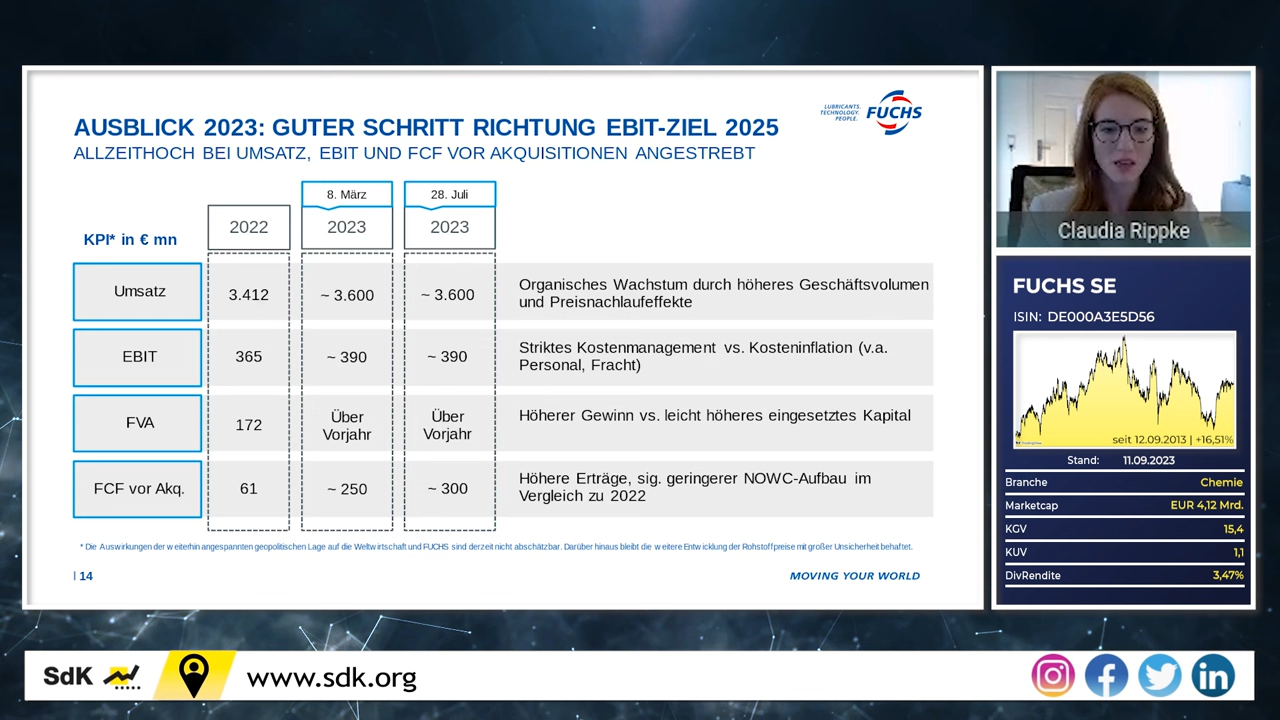 AUSBLICK 2023: GUTER SCHRITT RICHTUNG EBIT-ZIEL 2025
ALLZEITHOCH BEI UMSATZ, EBIT UND FCF VOR AKQUISITIONEN ANGESTREBT
LUBRICANTS.
TECHNOLOGY.
PEOPLE.
FUCHS
8. März
28. Juli
KPI* in € mn
2022
2023
2023
Umsatz
3.412
~ 3.600
~ 3.600
Organisches Wachstum durch höheres Geschäftsvolumen
und Preisnachlaufeffekte
EBIT
365
~ 390
~ 390
Striktes Kostenmanagement vs. Kosteninflation (v.a.
Personal, Fracht)
FVA
172
Über
Vorjahr
Über
Vorjahr
Höherer Gewinn vs. leicht höheres eingesetztes Kapital
FCF vor Akq.
61
~ 250
~ 300
Höhere Erträge, sig. geringerer NOWC-Aufbau im
Vergleich zu 2022
* Die Auswirkungen der weiterhin angespannten geopolitischen Lage auf die Weltwirtschaft und FUCHS sind derzeit nicht abschätzbar. Darüber hinaus bleibt die weitere Entwicklung der Rohstoffpreise mit großer Unsicherheit behaftet.
| 14
MOVING YOUR WORLD
Claudia Rippke
FUCHS SE
ISIN: DE000A3E5D56
seit 12.09.2013 | +16,51%
Stand: 11.09.2023
Branche Chemie
Marketcap EUR 4,12 Mrd.
KGV 15,4
KUV 1,1
DivRendite 3,47%
SdK
www.sdk.org